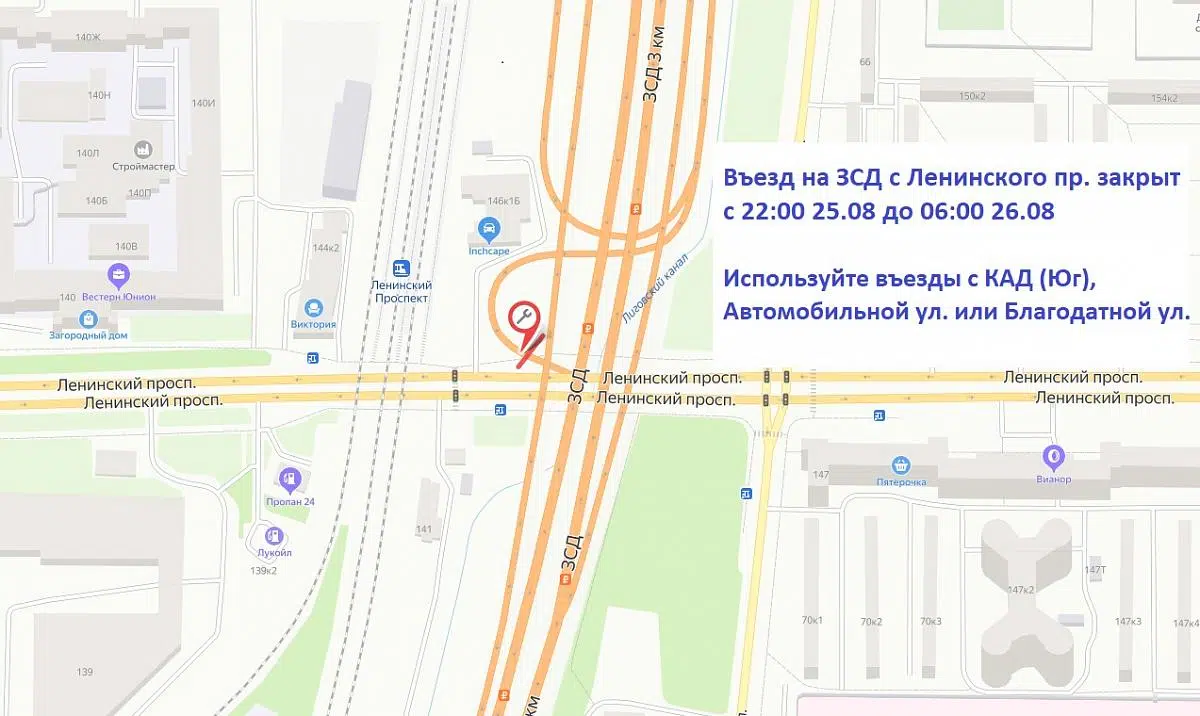 140Ж
140Н
140И
140Л
Строймастер
140П
140Б
140В
140
Вестерн Юнион
Загородный дом
144к2
Виктория
Ленинский
Проспект
146к1Б
Inchcape
ЗСД 3 км
66
150к2
154к2
Въезд на ЗСД с Ленинского пр. закрыт
с 22:00 25.08 до 06:00 26.08
Используйте въезды с КАД (Юг),
Автомобильной ул. или Благодатной ул.
Лиговский канал
Ленинский просп.
Ленинский просп.
ЗСД
Ленинский просп.
Ленинский просп.
Ленинский просп.
Ленинский просп.
Пролан 24
Лукойл
139к2
141
139
ЗСД
км
147
Пятёрочка
Вианор
147к2
147Т
70к1
70к2
70к3
147к3
147к4